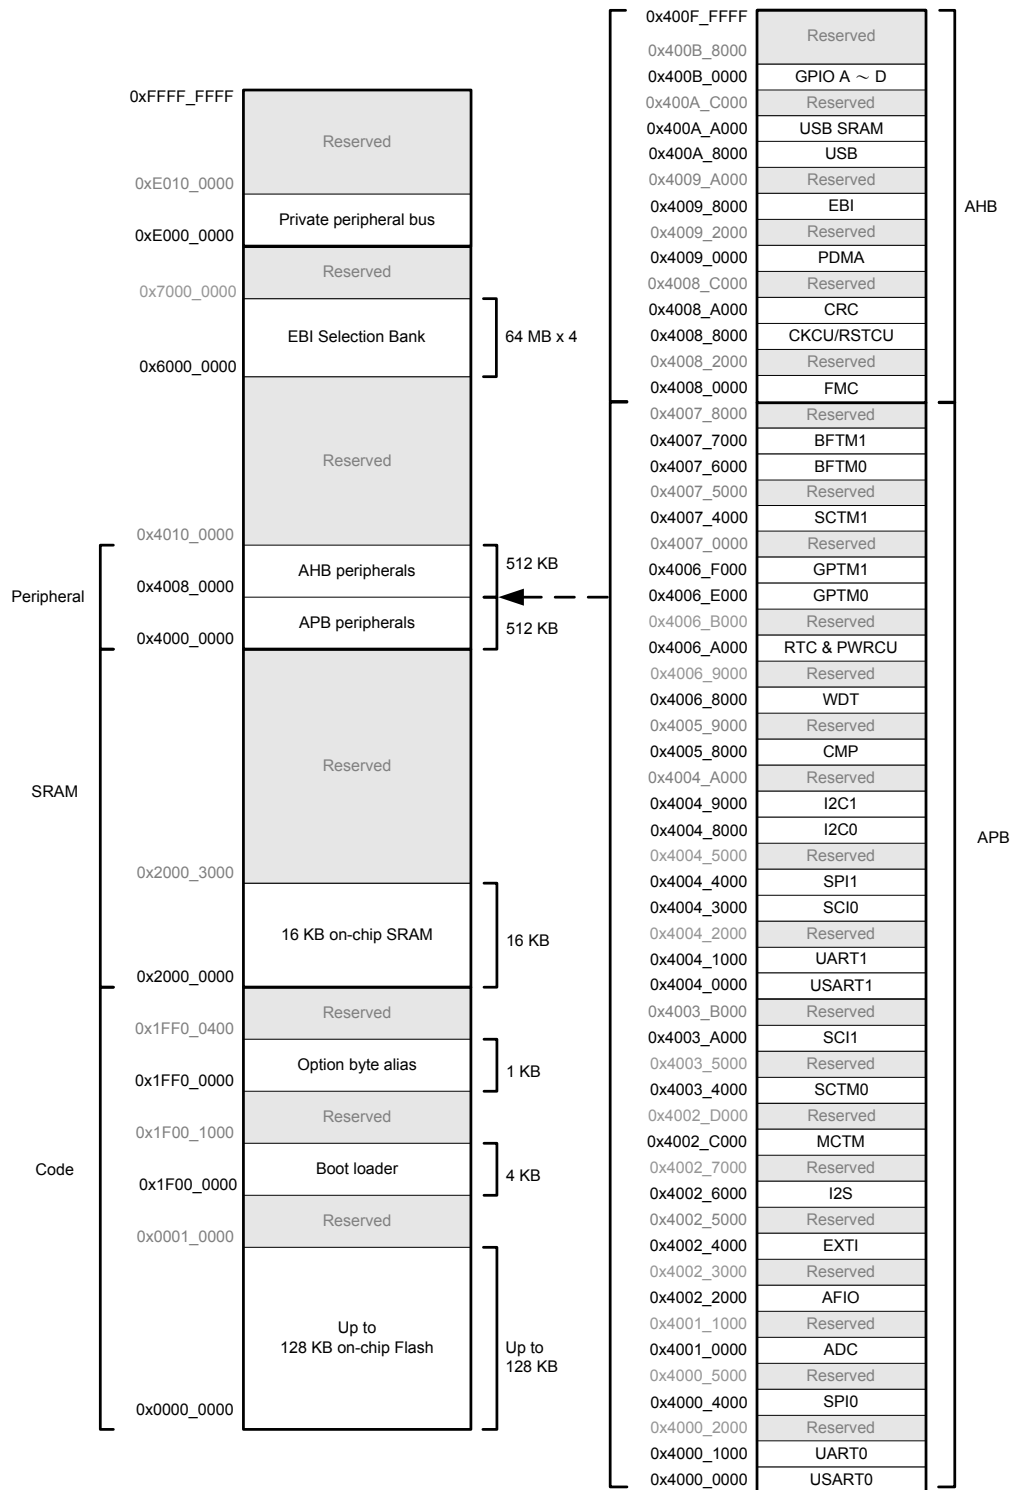 0xFFFF_FFFF
Reserved
0xE010_0000
Private peripheral bus
0xE000_0000
Reserved
0x7000_0000
EBI Selection Bank
64 MB x 4
0x6000_0000
Reserved
0x4010_0000
AHB peripherals
512 KB
0x4008_0000
Peripheral
APB peripherals
512 KB
0x4000_0000
Reserved
SRAM
0x2000_3000
16 KB on-chip SRAM
16 KB
0x2000_0000
Reserved
0x1FF0_0400
Option byte alias
1 KB
0x1FF0_0000
Reserved
0x1F00_1000
Code
Boot loader
4 KB
0x1F00_0000
Reserved
0x0001_0000
Up to
128 KB on-chip Flash
Up to
128 KB
0x0000_0000
0x400F_FFFF
Reserved
0x400B_8000
0x400B_0000 GPIO A ~ D
0x400A_C000 Reserved
0x400A_A000 USB SRAM
0x400A_8000 USB
0x4009_A000 Reserved
0x4009_8000 EBI
AHB
0x4009_2000 Reserved
0x4009_0000 PDMA
0x4008_C000 Reserved
0x4008_A000 CRC
0x4008_8000 CKCU/RSTCU
0x4008_2000 Reserved
0x4008_0000 FMC
0x4007_8000 Reserved
0x4007_7000 BFTM1
0x4007_6000 BFTM0
0x4007_5000 Reserved
0x4007_4000 SCTM1
0x4007_0000 Reserved
0x4006_F000 GPTM1
0x4006_E000 GPTM0
0x4006_B000 Reserved
0x4006_A000 RTC & PWRCU
0x4006_9000 Reserved
0x4006_8000 WDT
0x4005_9000 Reserved
0x4005_8000 CMP
0x4004_A000 Reserved
0x4004_9000 I2C1
0x4004_8000 I2C0
APB
0x4004_5000 Reserved
0x4004_4000 SPI1
0x4004_3000 SCI0
0x4004_2000 Reserved
0x4004_1000 UART1
0x4004_0000 USART1
0x4003_B000 Reserved
0x4003_A000 SCI1
0x4003_5000 Reserved
0x4003_4000 SCTM0
0x4002_D000 Reserved
0x4002_C000 MCTM
0x4002_7000 Reserved
0x4002_6000 I2S
0x4002_5000 Reserved
0x4002_4000 EXTI
0x4002_3000 Reserved
0x4002_2000 AFIO
0x4001_1000 Reserved
0x4001_0000 ADC
0x4000_5000 Reserved
0x4000_4000 SPI0
0x4000_2000 Reserved
0x4000_1000 UART0
0x4000_0000 USART0